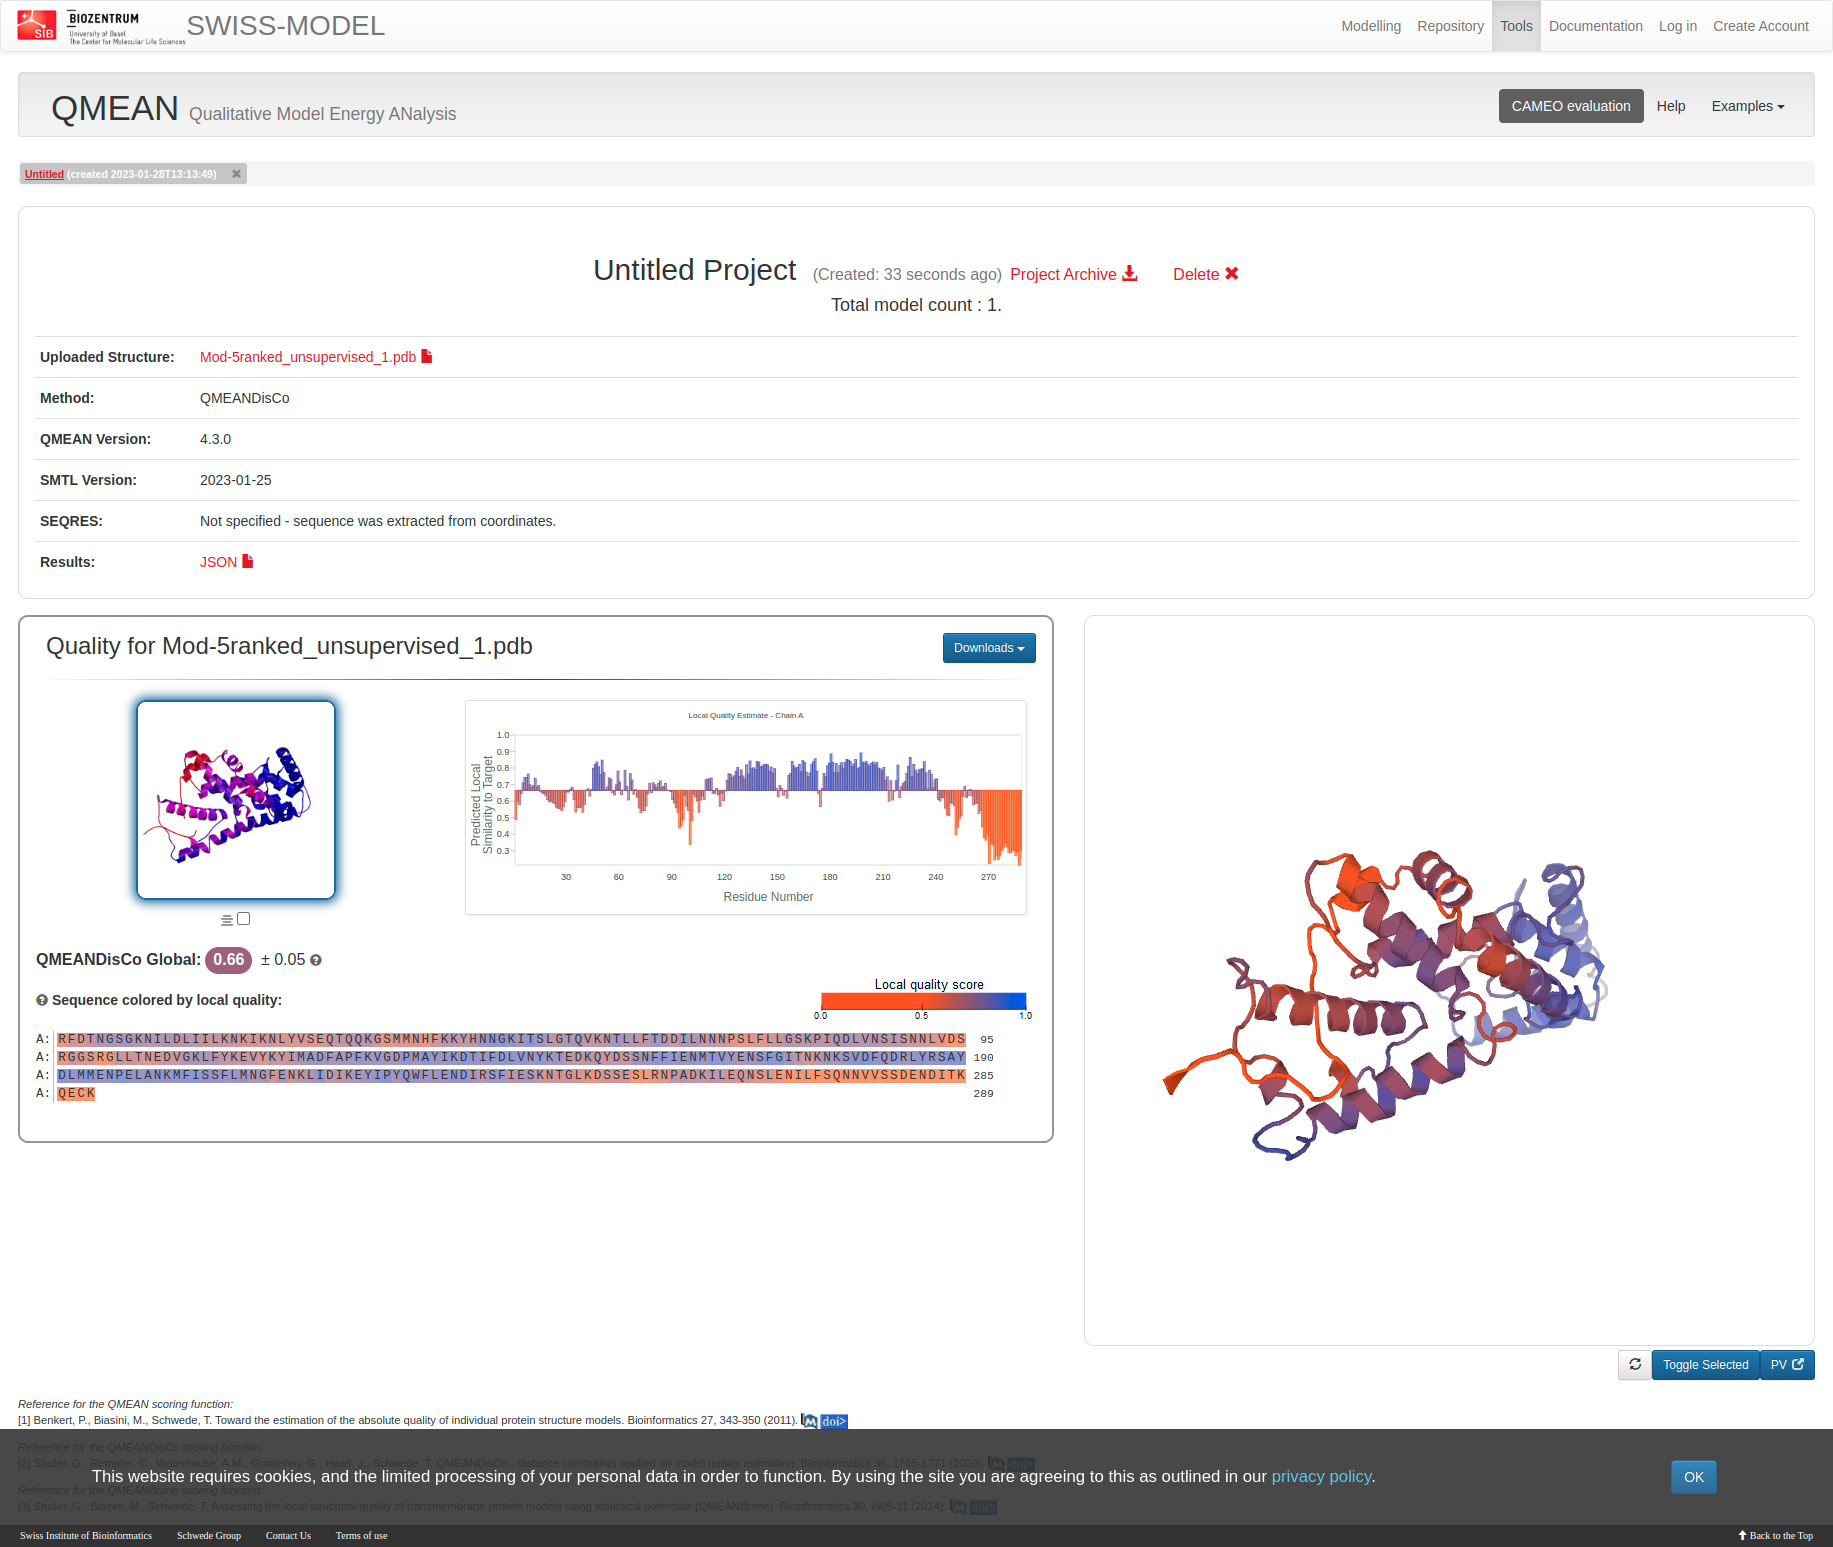 SIB
BIOZENTRUM
University of Basel
The Center for Molecular Life Sciences
SWISS-MODEL
Modelling Repository Tools Documentation Log in Create Account
QMEAN Qualitative Model Energy ANalysis
CAMEO evaluation Help Examples
Untitled (created 2023-01-28T13:13:49) ✖
Untitled Project (Created: 33 seconds ago) Project Archive Delete ✖
Total model count : 1.
Uploaded Structure: Mod-5ranked_unsupervised_1.pdb
Method: QMEANDisCo
QMEAN Version: 4.3.0
SMTL Version: 2023-01-25
SEQRES: Not specified - sequence was extracted from coordinates.
Results: JSON
Quality for Mod-5ranked_unsupervised_1.pdb
Downloads
Local Quality Estimate - Chain A
Predicted Local
Similarity to Target
1.0
0.9
0.8
0.7
0.6
0.5
0.4
0.3
30 60 90 120 150 180 210 240 270
Residue Number
QMEANDisCo Global: 0.66 ± 0.05
Sequence colored by local quality:
Local quality score
0.0 0.5 1.0
A: RFDTNGSGKNILDLIILKNKIKNLYVSEQTQQKGSMMNHFKKYHNNGKITSLGTQVKNTLLFTDDILNNNPSLFLLGSKPIQDLVNSISNNLVDS 95
A: RGGSRGLLTNEDVGKLFYKEVYKYIMADFAPFKVGDPMAYIKDTIFDLVNYKTEDKQYDSSNFFIENMTVYENSFGITNKNKSVDFQDRLYRSAY 190
A: DLMMENPELANKMFISSFLMNGFENKLIDIKEYIPYQWFLENDIRSFIESKNTGLKDSSESLRNPADKILEQNSLENILFSQNNVVSSDENDITK 285
A: QECK 289
Toggle Selected PV
Reference for the QMEAN scoring function:
[1] Benkert, P., Biasini, M., Schwede, T. Toward the estimation of the absolute quality of individual protein structure models. Bioinformatics 27, 343-350 (2011). M doi>
Reference for the QMEANDisCo scoring function:
[2] Studer, G., Rempfer, C., Waterhouse, A.M., Gumienny, G., Haas, J., Schwede, T. QMEANDisCo - distance constraints applied on model quality estimation. Bioinformatics 36, 1765-1771 (2020). M doi>
This website requires cookies, and the limited processing of your personal data in order to function. By using the site you are agreeing to this as outlined in our privacy policy.
OK
Reference for the QMEANBrane scoring function:
[3] Studer, G., Biasini, M., Schwede, T. Assessing the local structural quality of transmembrane protein models using statistical potentials (QMEANBrane). Bioinformatics 30, i505-11 (2014). M doi>
Swiss Institute of Bioinformatics Schwede Group Contact Us Terms of use
Back to the Top